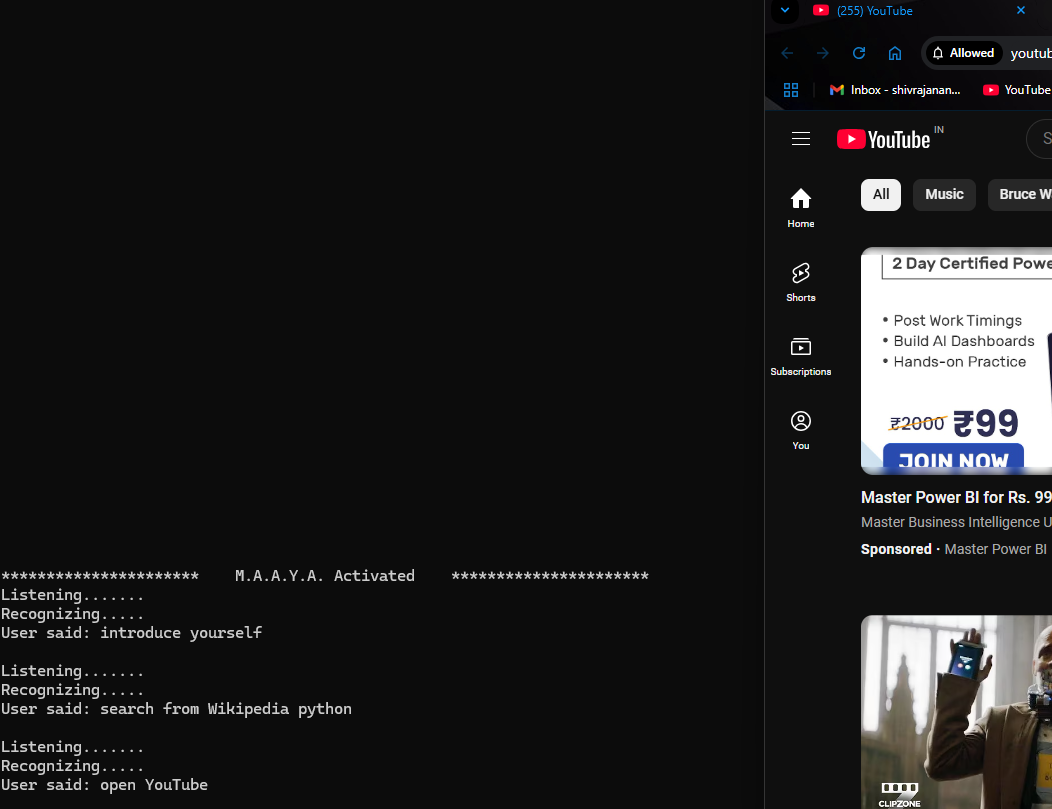 (255) YouTube
Allowed
youtub
Inbox - shivrajanan...
YouTube
YouTube IN
S
All
Music
Bruce W
Home
Shorts
Subscriptions
You
2 Day Certified Powe
• Post Work Timings
• Build AI Dashboards
• Hands-on Practice
₹2000 ₹99
JOIN NOW
Master Power BI for Rs. 99
Master Business Intelligence U
Sponsored · Master Power BI
CLIPZONE
********************** M.A.A.Y.A. Activated **********************
Listening.......
Recognizing.....
User said: introduce yourself
Listening.......
Recognizing.....
User said: search from Wikipedia python
Listening.......
Recognizing.....
User said: open YouTube